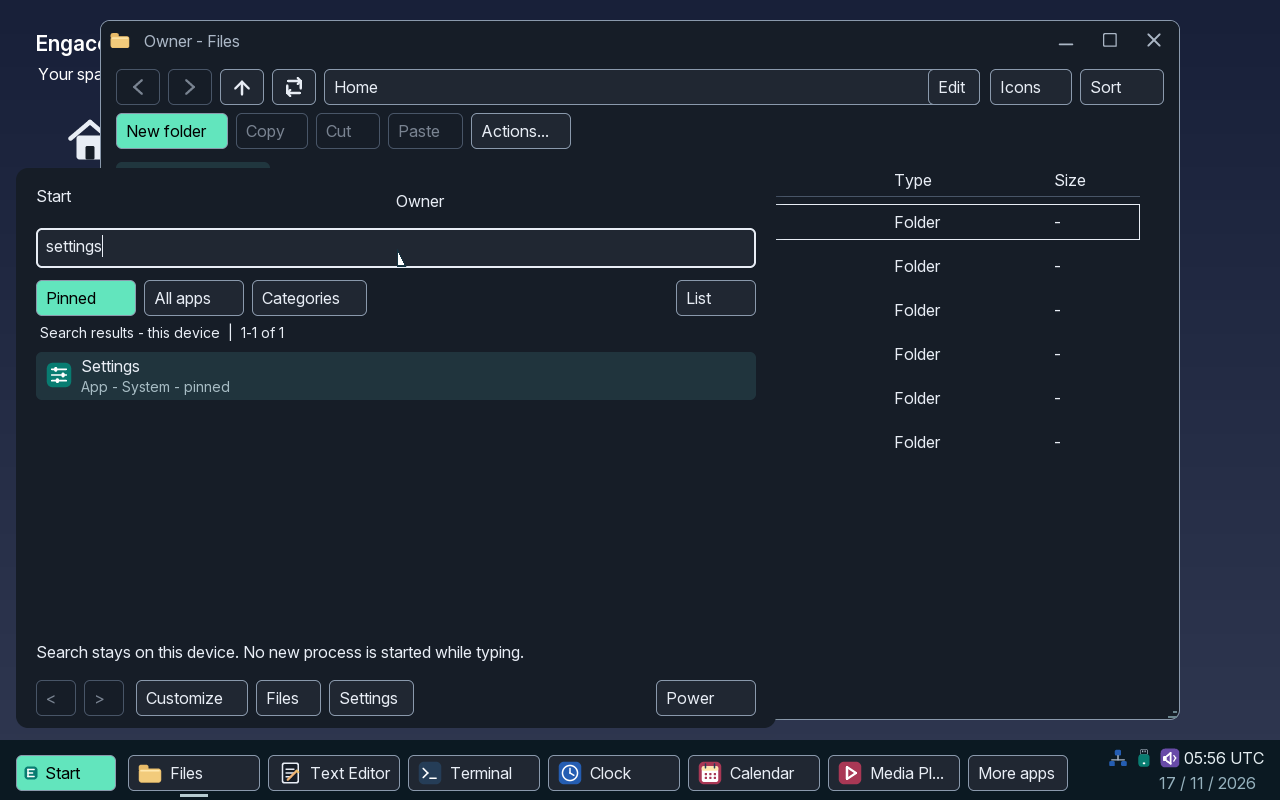 Owner - Files
Your spa
Home
Edit
Icons
Sort
New folder
Copy
Cut
Paste
Actions...
Start
Owner
Type
Size
settings
Folder -
Folder -
Pinned
All apps
Categories
List
Folder -
Search results - this device | 1-1 of 1
Folder -
Settings
App - System - pinned
Folder -
Folder -
Search stays on this device. No new process is started while typing.
<
>
Customize
Files
Settings
Power
Start
Files
Text Editor
Terminal
Clock
Calendar
Media Pl...
More apps
05:56 UTC
17 / 11 / 2026